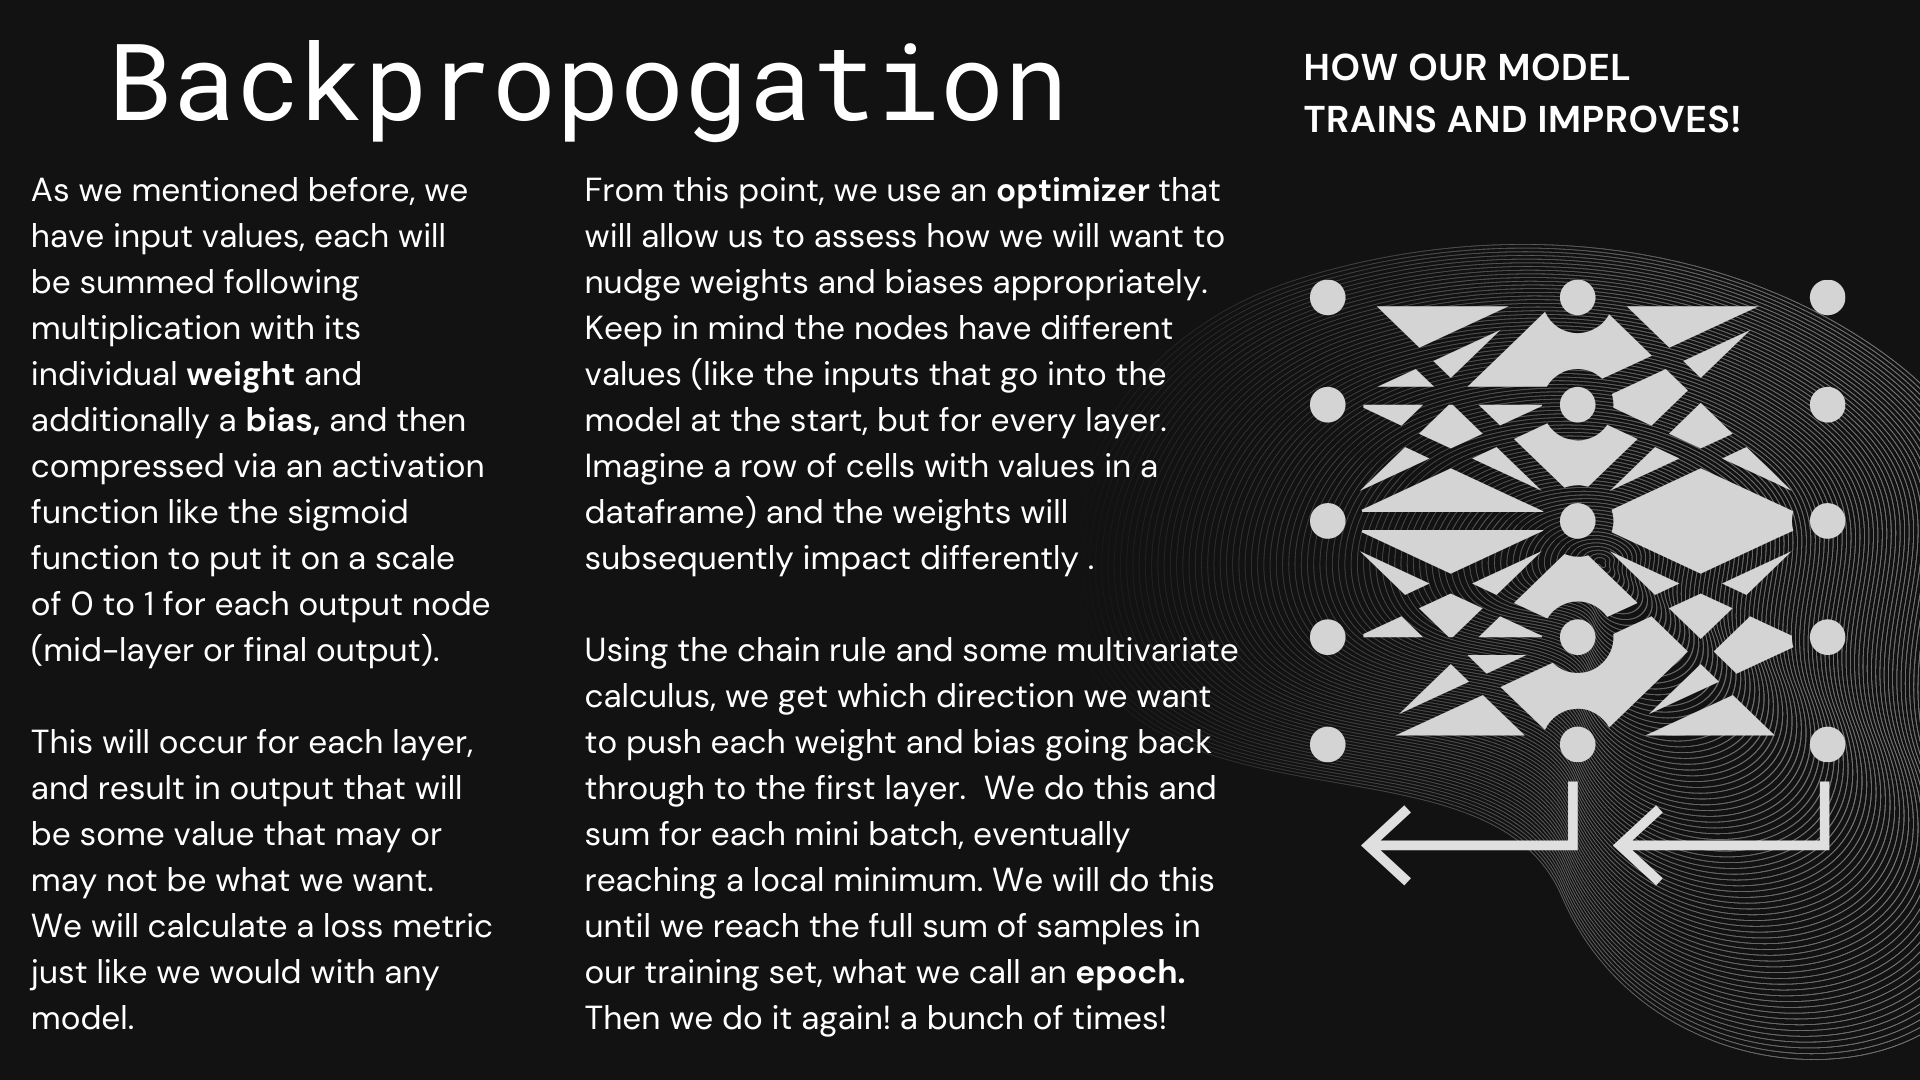 Backpropogation
HOW OUR MODEL
TRAINS AND IMPROVES!
As we mentioned before, we
have input values, each will
be summed following
multiplication with its
individual weight and
additionally a bias, and then
compressed via an activation
function like the sigmoid
function to put it on a scale
of 0 to 1 for each output node
(mid-layer or final output).
This will occur for each layer,
and result in output that will
be some value that may or
may not be what we want.
We will calculate a loss metric
just like we would with any
model.
From this point, we use an optimizer that
will allow us to assess how we will want to
nudge weights and biases appropriately.
Keep in mind the nodes have different
values (like the inputs that go into the
model at the start, but for every layer.
Imagine a row of cells with values in a
dataframe) and the weights will
subsequently impact differently .
Using the chain rule and some multivariate
calculus, we get which direction we want
to push each weight and bias going back
through to the first layer.  We do this and
sum for each mini batch, eventually
reaching a local minimum. We will do this
until we reach the full sum of samples in
our training set, what we call an epoch.
Then we do it again! a bunch of times!